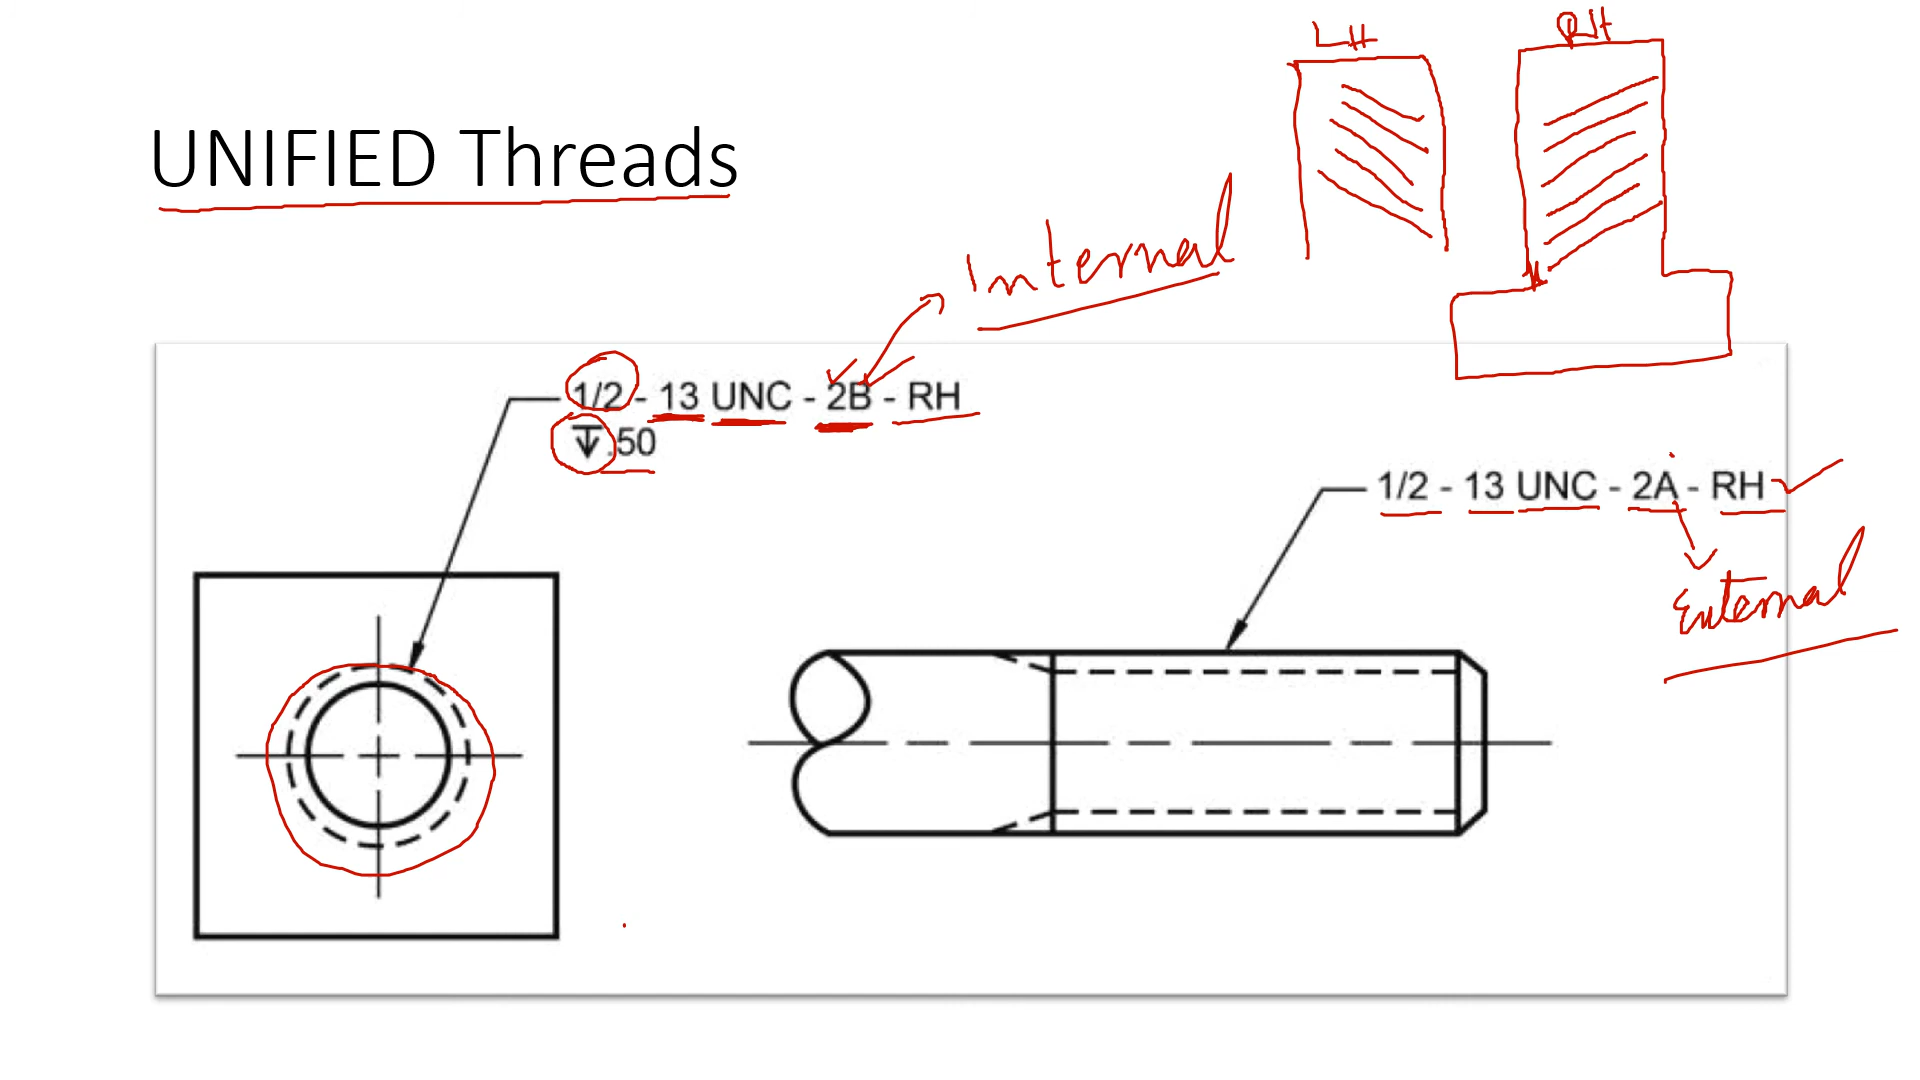 LH
RH
UNIFIED Threads
Internal
1/2 - 13 UNC - 2B - RH
↧.50
1/2 - 13 UNC - 2A - RH
External